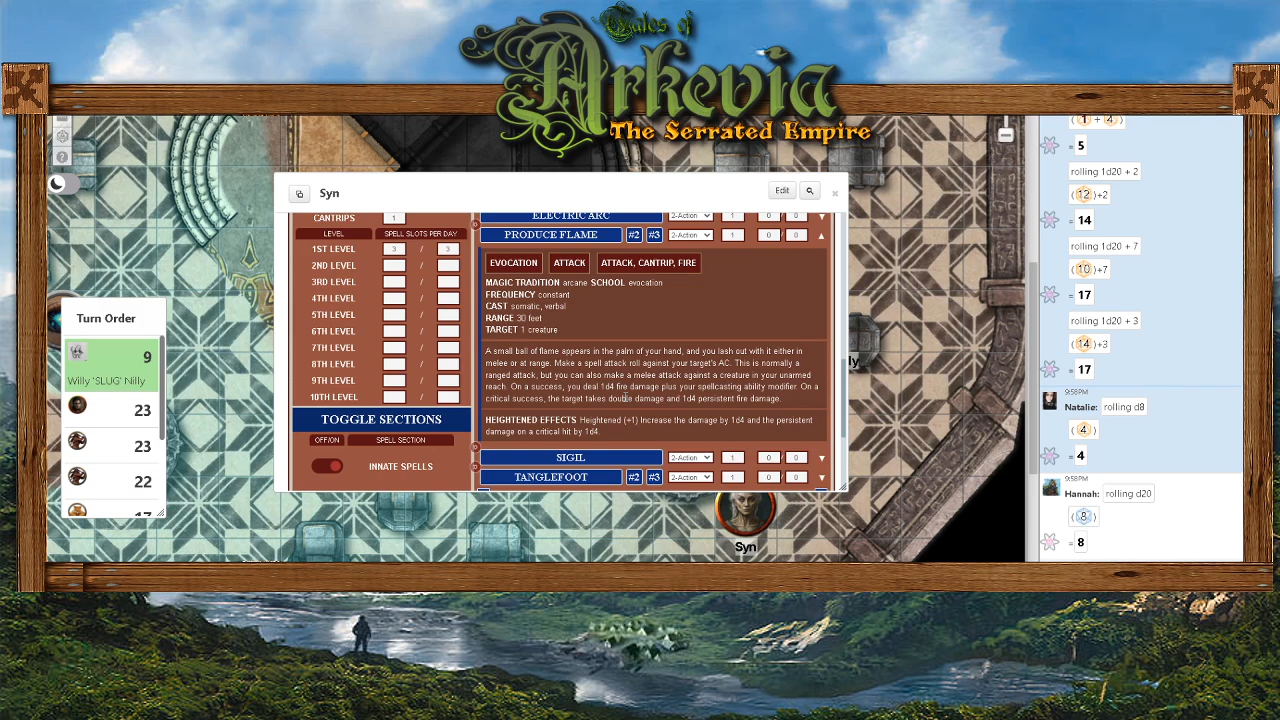 Tales of
Arkevia
The Serrated Empire
Syn
Edit
CANTRIPS 1
LEVEL SPELL SLOTS PER DAY
1ST LEVEL 3 / 3
2ND LEVEL /
3RD LEVEL /
4TH LEVEL /
5TH LEVEL /
6TH LEVEL /
7TH LEVEL /
8TH LEVEL /
9TH LEVEL /
10TH LEVEL /
TOGGLE SECTIONS
OFF/ON SPELL SECTION
INNATE SPELLS
ELECTRIC ARC 2-Action 1 0 / 0
PRODUCE FLAME #2 #3 2-Action 1 0 / 0
EVOCATION ATTACK ATTACK, CANTRIP, FIRE
MAGIC TRADITION arcane SCHOOL evocation
FREQUENCY constant
CAST somatic, verbal
RANGE 30 feet
TARGET 1 creature
A small ball of flame appears in the palm of your hand, and you lash out with it either in
melee or at range. Make a spell attack roll against your target's AC. This is normally a
ranged attack, but you can also make a melee attack against a creature in your unarmed
reach. On a success, you deal 1d4 fire damage plus your spellcasting ability modifier. On a
critical success, the target takes double damage and 1d4 persistent fire damage.
HEIGHTENED EFFECTS Heightened (+1) Increase the damage by 1d4 and the persistent
damage on a critical hit by 1d4.
SIGIL 2-Action 1 0 / 0
TANGLEFOOT #2 #3 2-Action 1 0 / 0
Turn Order
9
Willy 'SLUG' Nilly
23
23
22
17
ly
Syn
(1 + 4)
= 5
rolling 1d20 + 2
(12)+2
= 14
rolling 1d20 + 7
(10)+7
= 17
rolling 1d20 + 3
(14)+3
= 17
9:58PM
Natalie: rolling d8
(4)
= 4
9:58PM
Hannah: rolling d20
(8)
= 8